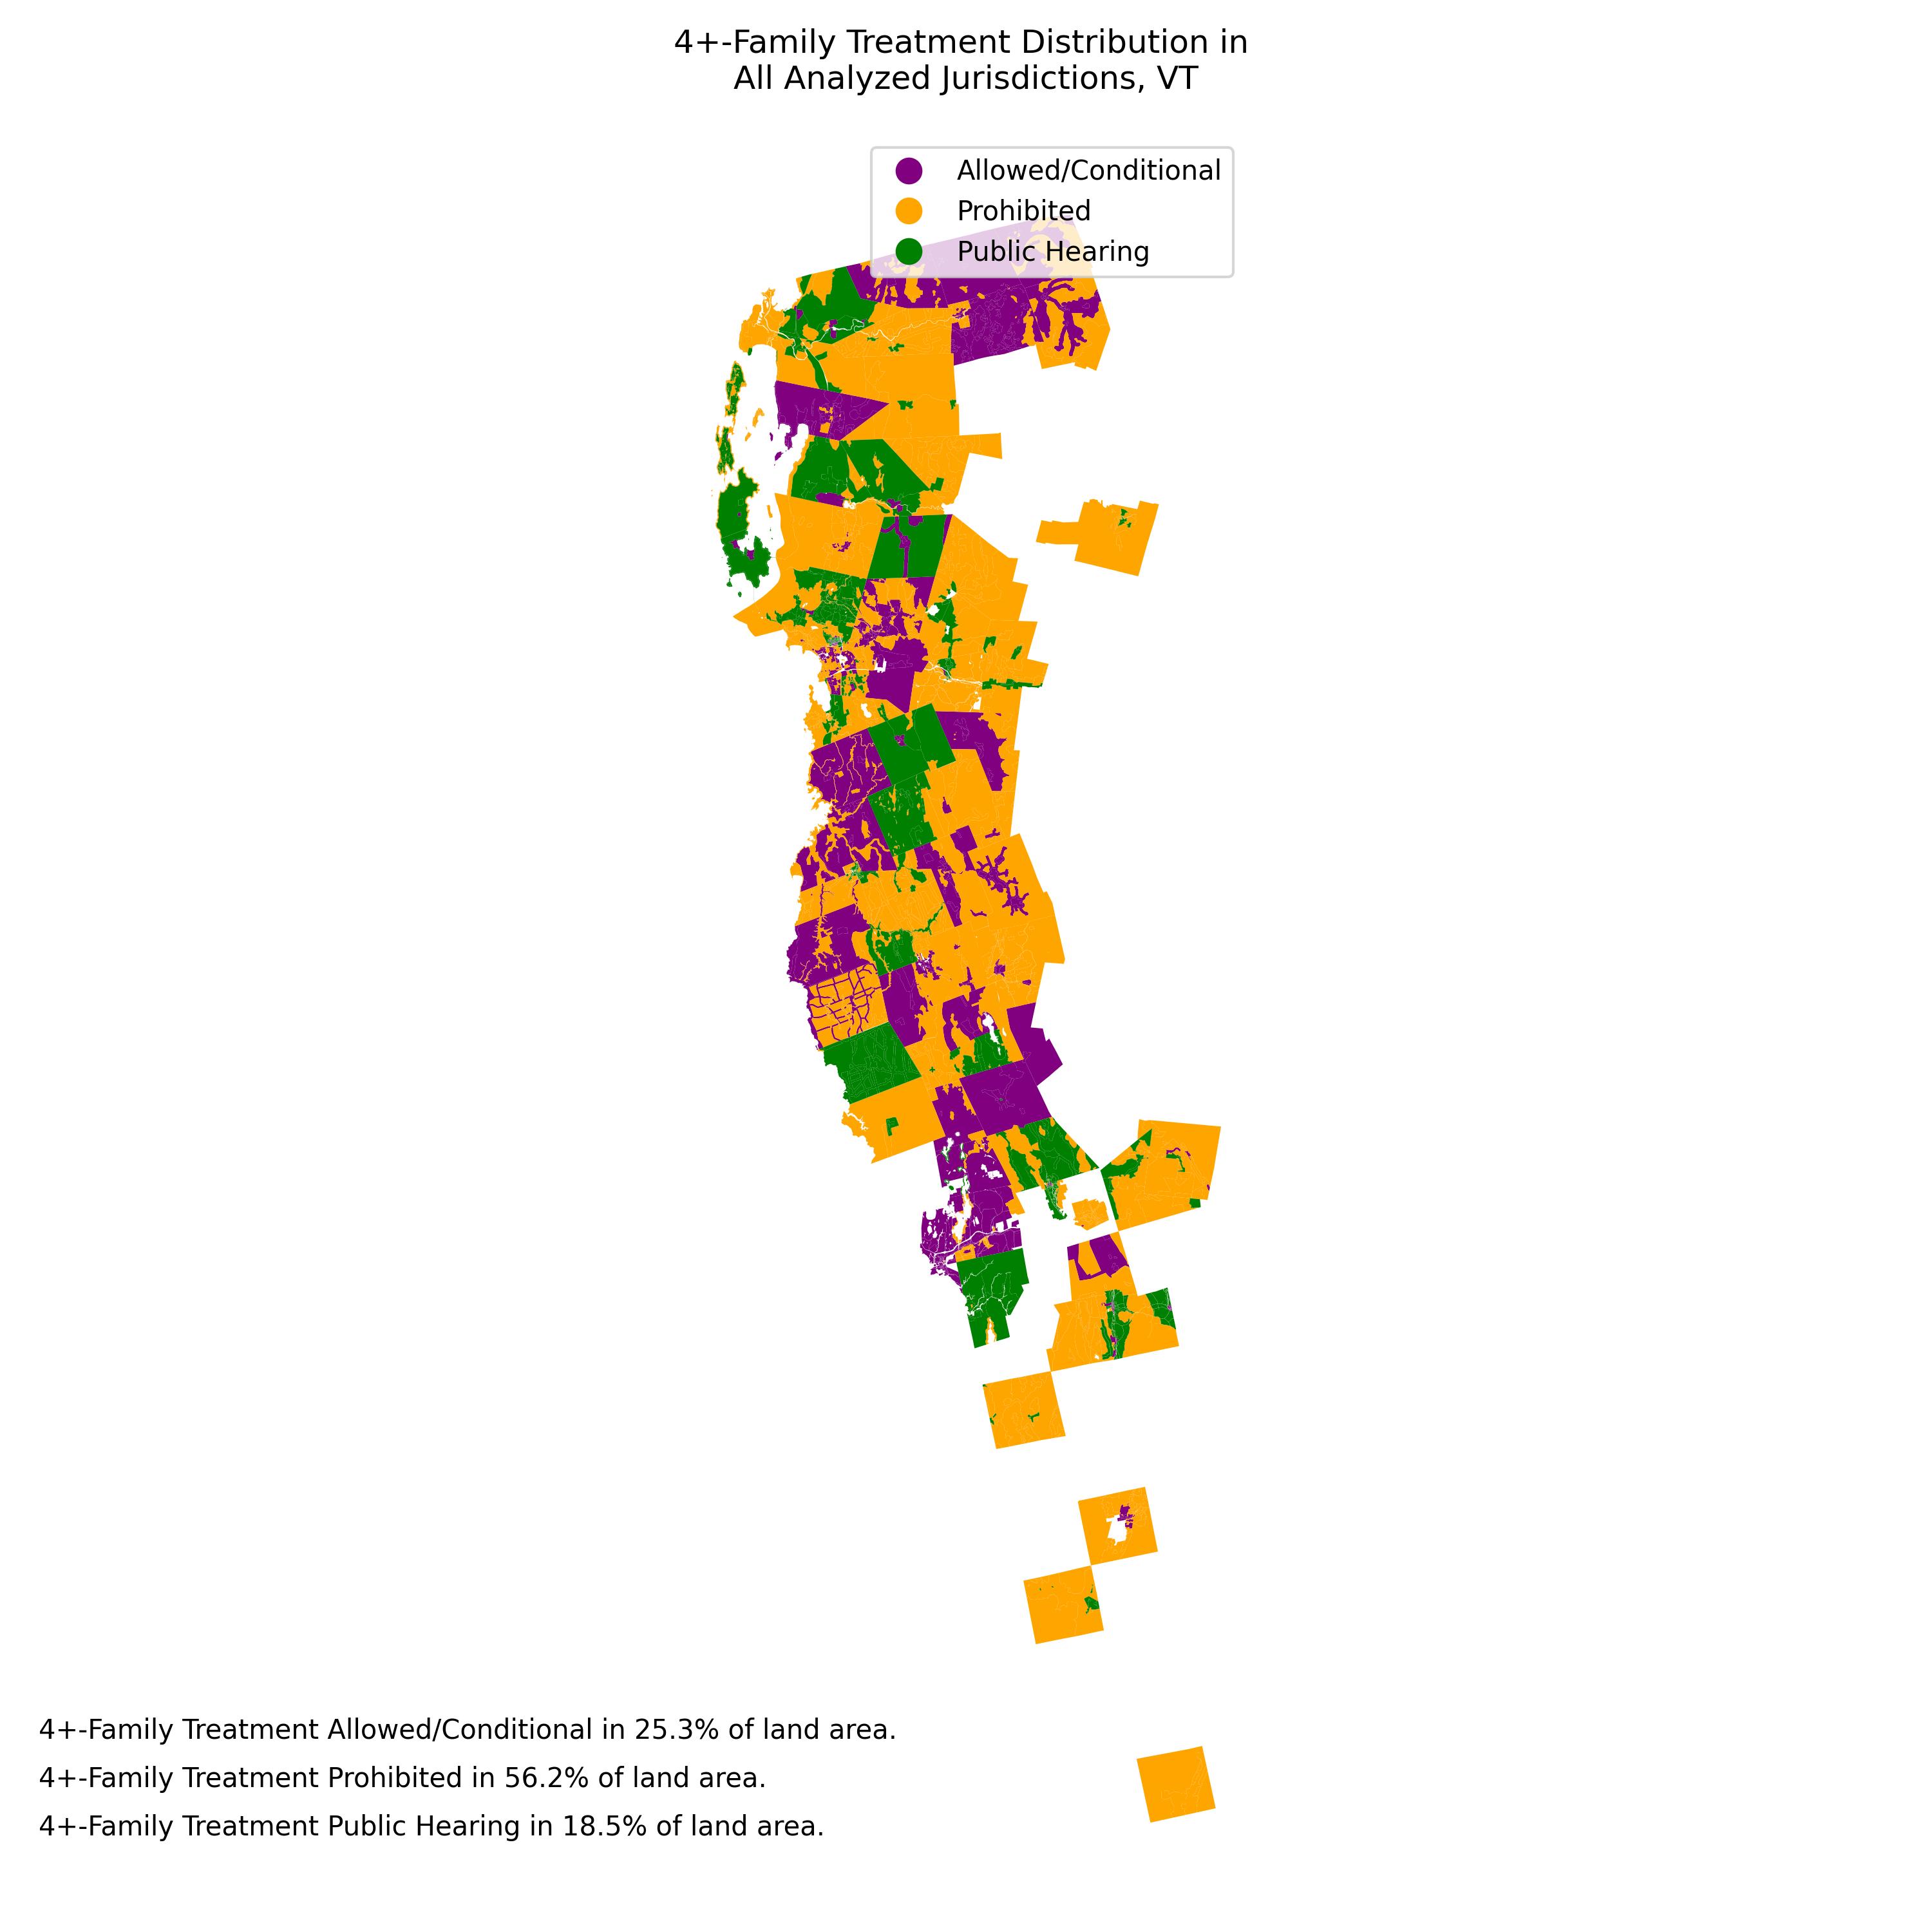 4+-Family Treatment Distribution in
All Analyzed Jurisdictions, VT
Allowed/Conditional
Prohibited
Public Hearing
4+-Family Treatment Allowed/Conditional in 25.3% of land area.
4+-Family Treatment Prohibited in 56.2% of land area.
4+-Family Treatment Public Hearing in 18.5% of land area.